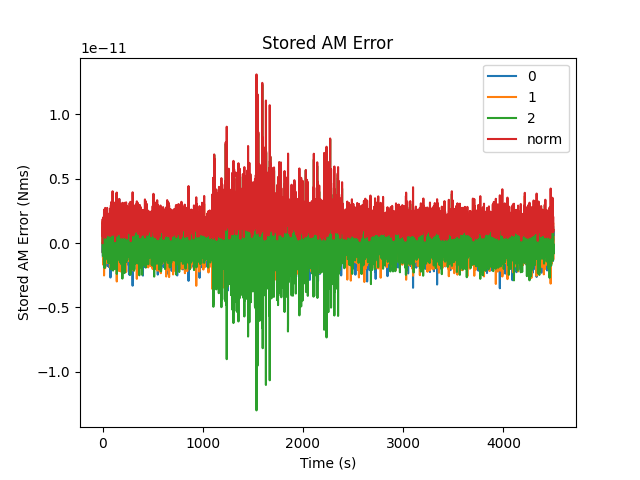 Stored AM Error
1e−11
1.0
0.5
0.0
−0.5
−1.0
Stored AM Error (Nms)
0
1
2
norm
0 1000 2000 3000 4000
Time (s)